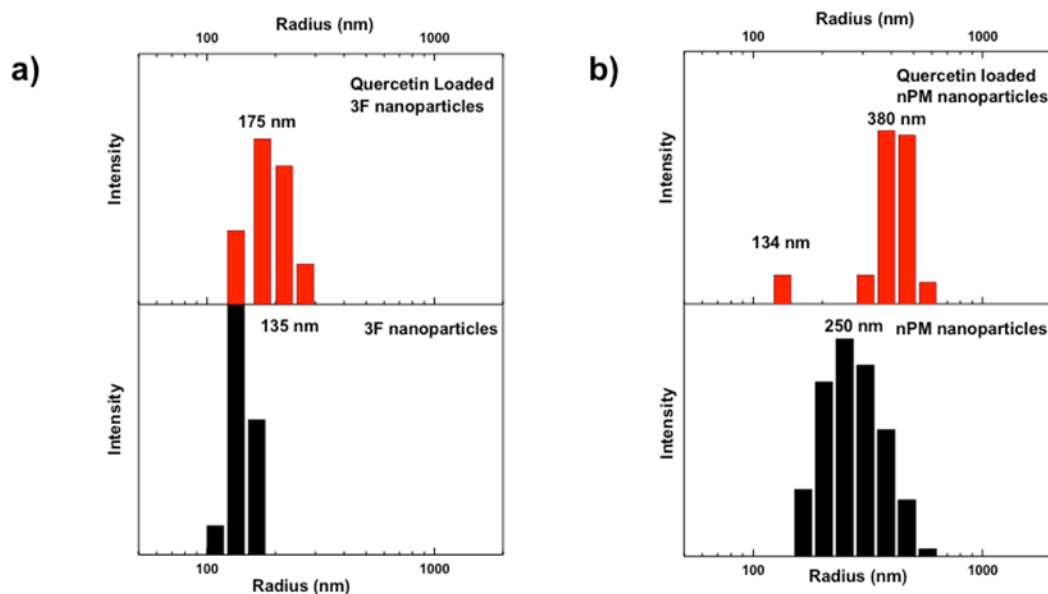 a)
Radius (nm)
100 1000
Quercetin Loaded
3F nanoparticles
175 nm
Intensity
135 nm
3F nanoparticles
Intensity
100 1000
Radius (nm)
b)
Radius (nm)
100 1000
Quercetin loaded
nPM nanoparticles
380 nm
134 nm
Intensity
250 nm
nPM nanoparticles
Intensity
100 1000
Radius (nm)